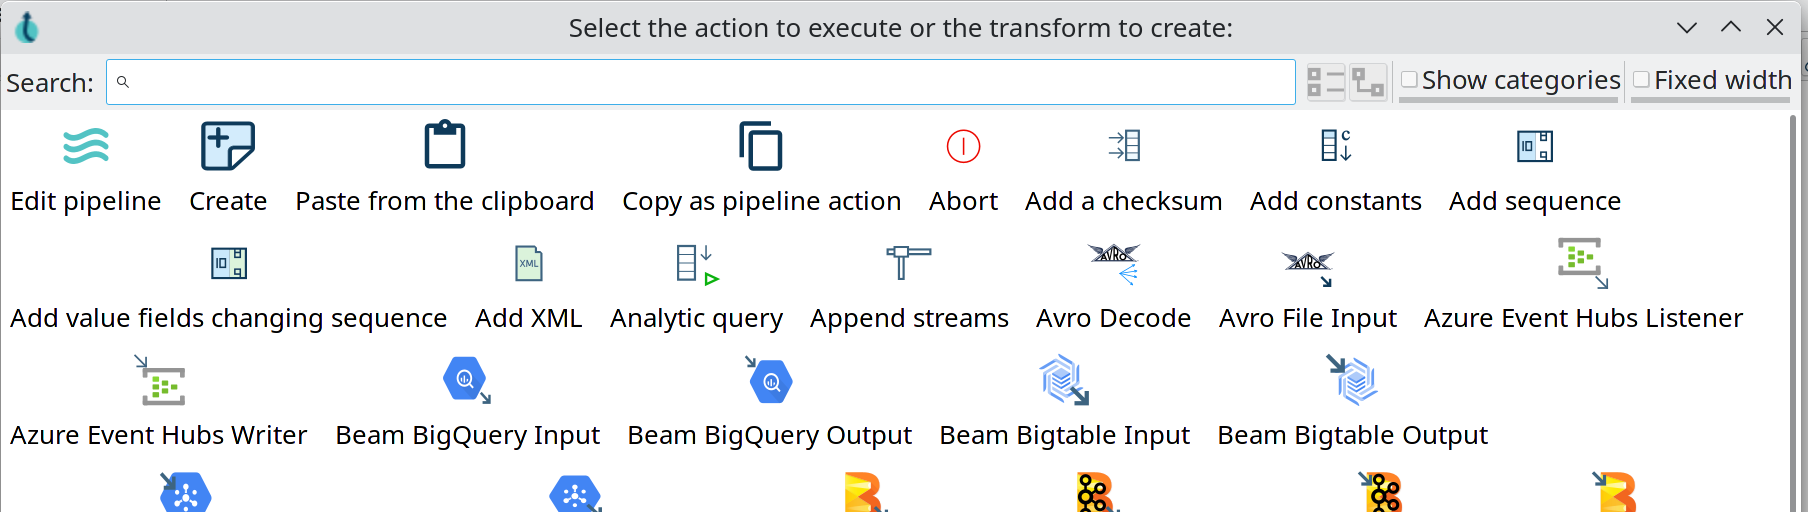 Select the action to execute or the transform to create:
Search: Show categories Fixed width
Edit pipeline Create Paste from the clipboard Copy as pipeline action Abort Add a checksum Add constants Add sequence
Add value fields changing sequence Add XML Analytic query Append streams Avro Decode Avro File Input Azure Event Hubs Listener
Azure Event Hubs Writer Beam BigQuery Input Beam BigQuery Output Beam Bigtable Input Beam Bigtable Output